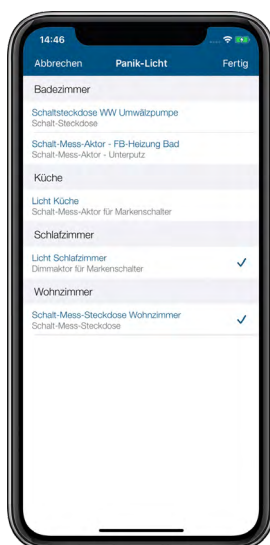 14:46
Abbrechen Panik-Licht Fertig
Badezimmer
Schaltsteckdose WW Umwälzpumpe
Schalt-Steckdose
Schalt-Mess-Aktor - FB-Heizung Bad
Schalt-Mess-Aktor - Unterputz
Küche
Licht Küche
Schalt-Mess-Aktor für Markenschalter
Schlafzimmer
Licht Schlafzimmer
Dimmaktor für Markenschalter
Wohnzimmer
Schalt-Mess-Steckdose Wohnzimmer
Schalt-Mess-Steckdose